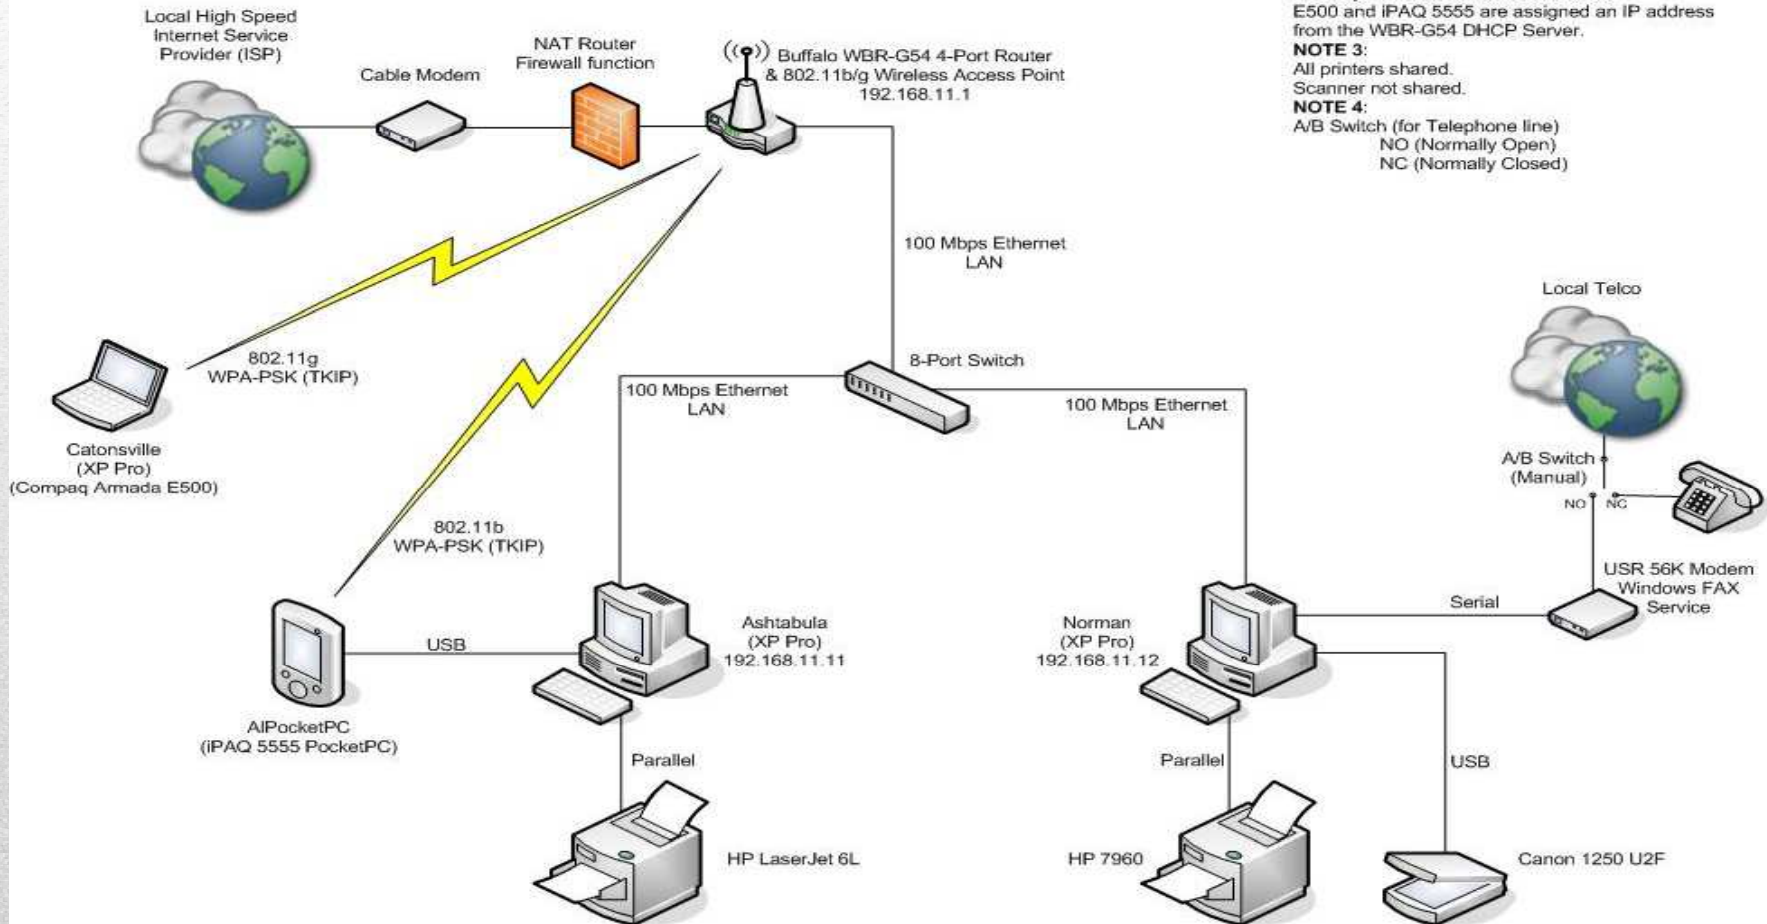 Local High Speed
Internet Service
Provider (ISP)
Cable Modem
NAT Router
Firewall function
Buffalo WBR-G54 4-Port Router
& 802.11b/g Wireless Access Point
192.168.11.1
E500 and iPAQ 5555 are assigned an IP address
from the WBR-G54 DHCP Server.
NOTE 3:
All printers shared.
Scanner not shared.
NOTE 4:
A/B Switch (for Telephone line)
NO (Normally Open)
NC (Normally Closed)
100 Mbps Ethernet
LAN
Local Telco
802.11g
WPA-PSK (TKIP)
8-Port Switch
100 Mbps Ethernet
LAN
100 Mbps Ethernet
LAN
Catonsville
(XP Pro)
(Compaq Armada E500)
A/B Switch
(Manual)
NO
NC
802.11b
WPA-PSK (TKIP)
USR 56K Modem
Windows FAX
Service
Serial
USB
Ashtabula
(XP Pro)
192.168.11.11
Norman
(XP Pro)
192.168.11.12
AlPocketPC
(iPAQ 5555 PocketPC)
Parallel
Parallel
USB
HP LaserJet 6L
HP 7960
Canon 1250 U2F